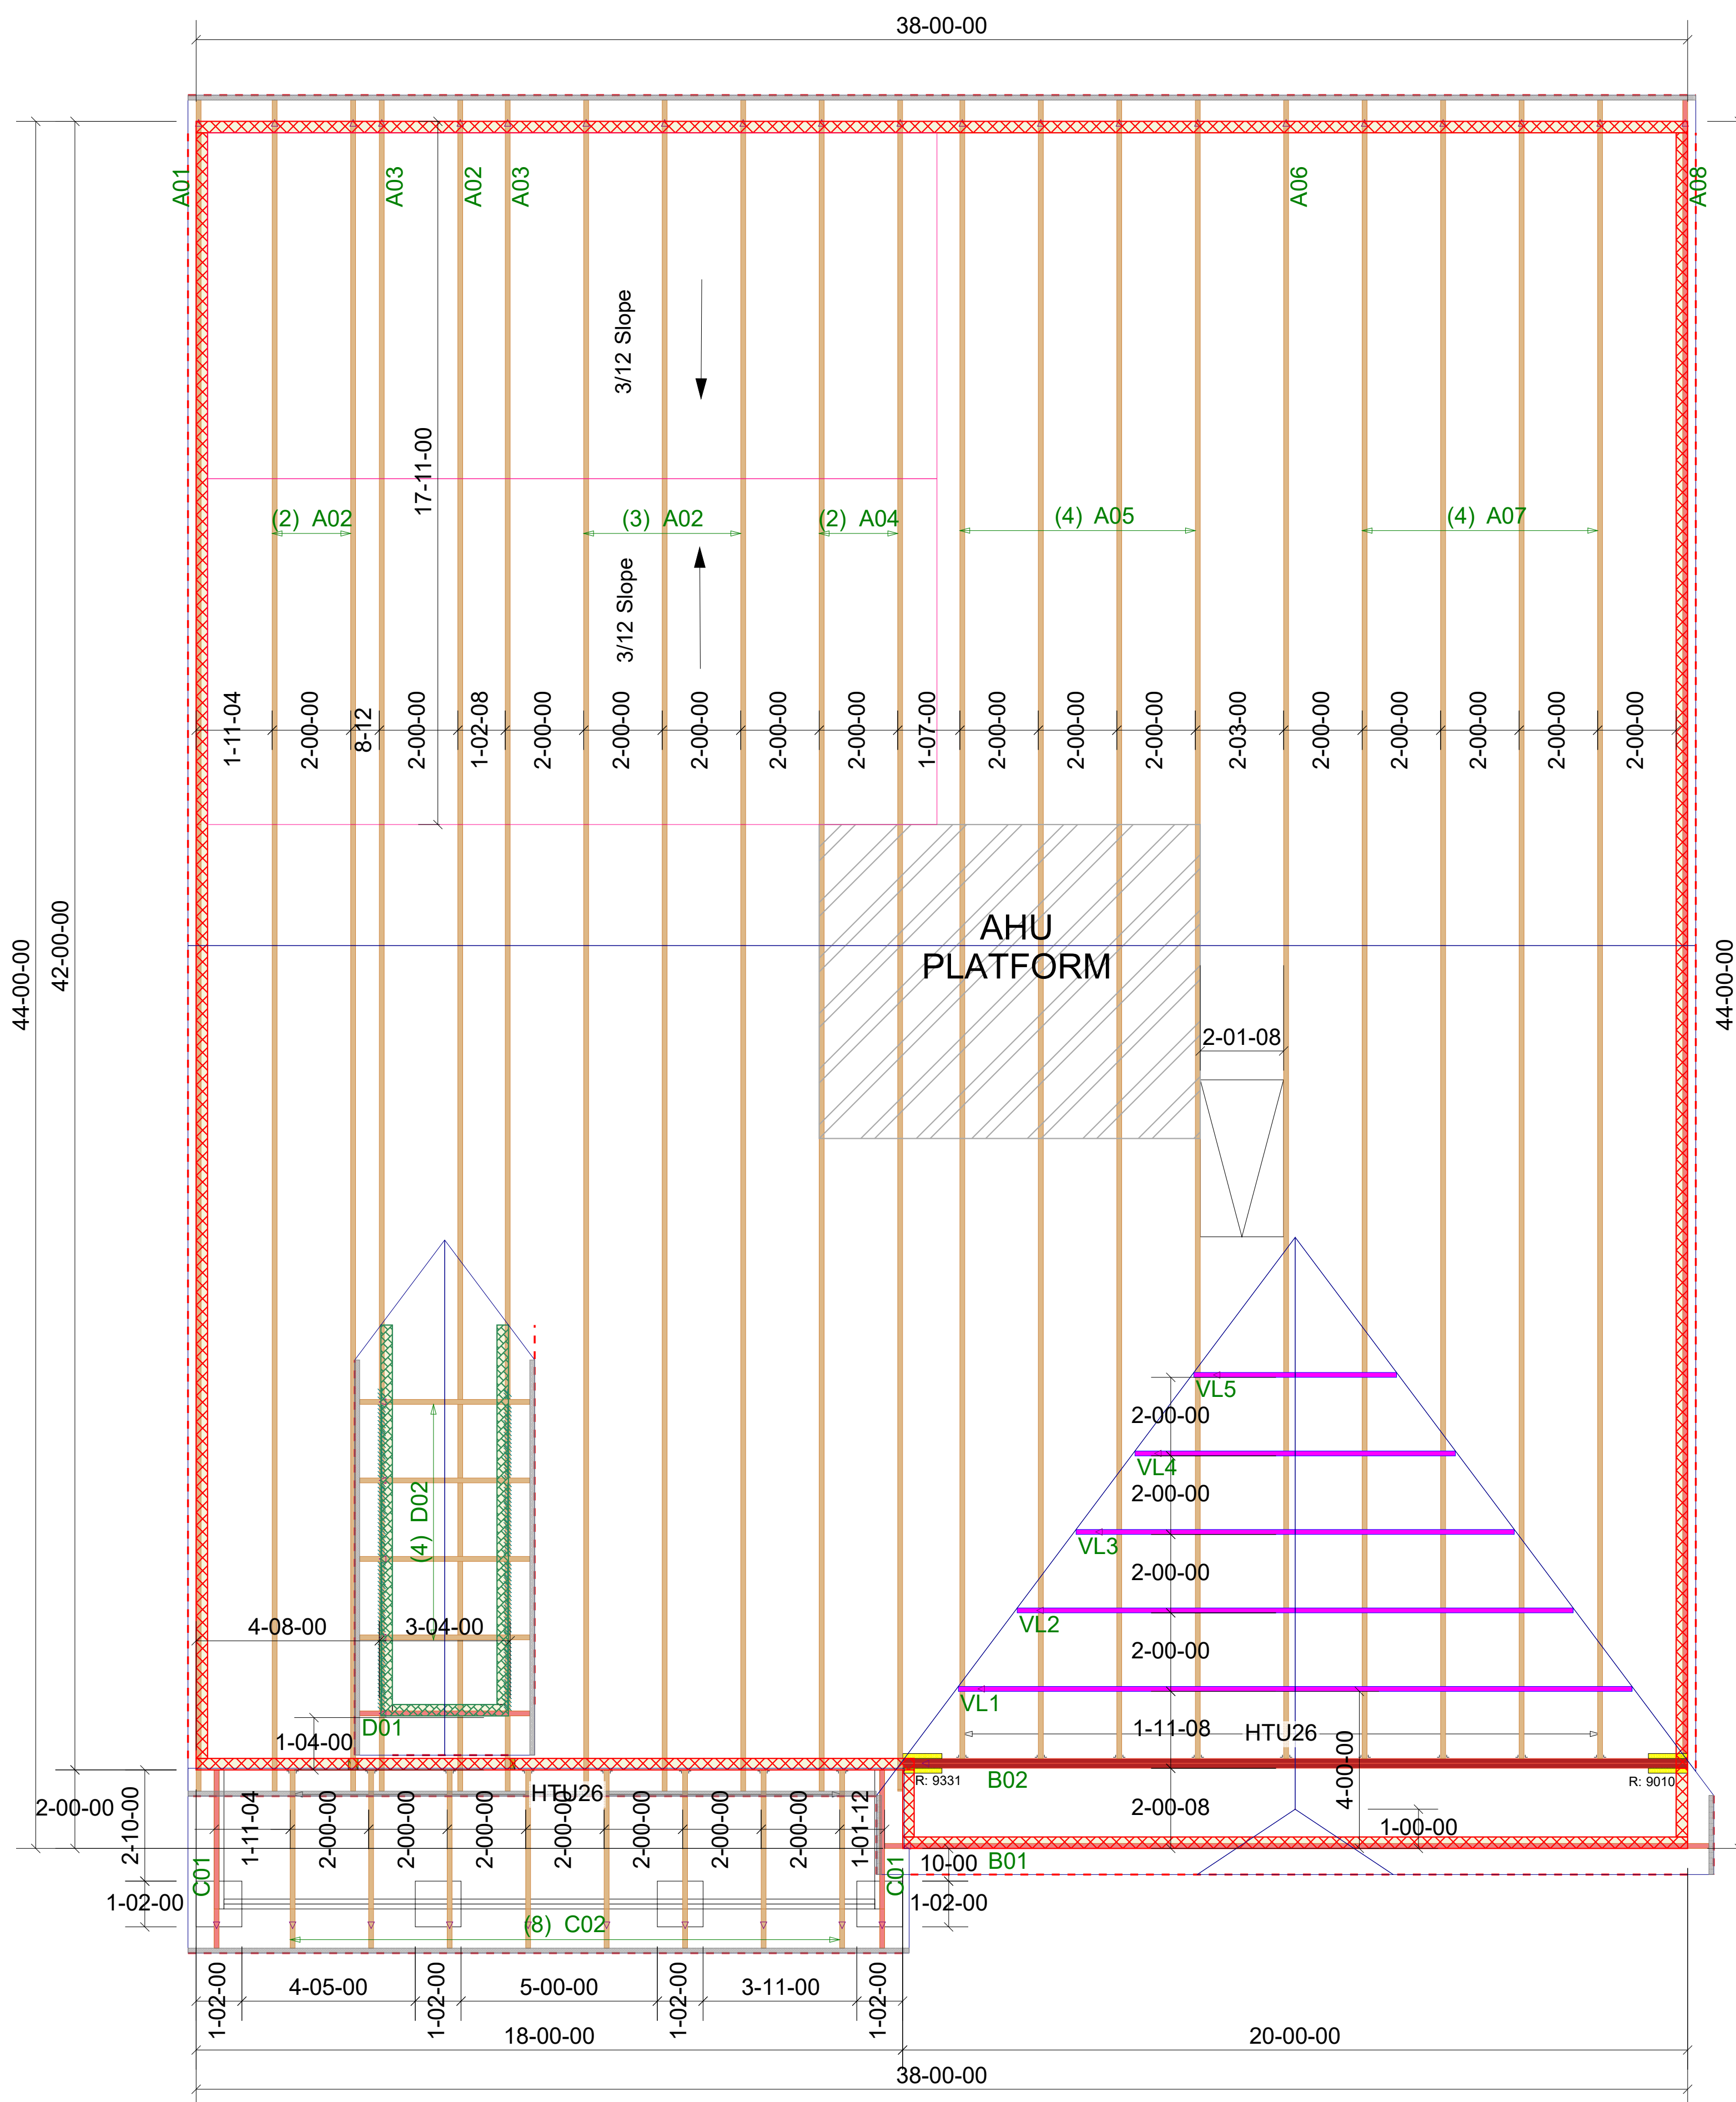 38-00-00
A01
A03
A02
A03
A06
A08
3/12 Slope
17-11-00
(2) A02
(3) A02
(2) A04
(4) A05
(4) A07
3/12 Slope
1-11-04
2-00-00
8-12
2-00-00
1-02-08
2-00-00
2-00-00
2-00-00
2-00-00
2-00-00
1-07-00
2-00-00
2-00-00
2-00-00
2-03-00
2-00-00
2-00-00
2-00-00
2-00-00
2-00-00
44-00-00
42-00-00
AHU
PLATFORM
44-00-00
2-01-08
VL5
2-00-00
VL4
2-00-00
(4) D02
VL3
2-00-00
4-08-00
3-04-00
VL2
2-00-00
VL1
D01
1-04-00
1-11-08
HTU26
4-00-00
R: 9331
B02
R: 9010
HTU26
2-00-00
2-10-00
2-00-08
1-00-00
1-11-04
2-00-00
2-00-00
2-00-00
2-00-00
2-00-00
2-00-00
2-00-00
1-01-12
C01
C01
10-00
B01
1-02-00
1-02-00
(8) C02
1-02-00
4-05-00
1-02-00
5-00-00
1-02-00
3-11-00
1-02-00
18-00-00
20-00-00
38-00-00